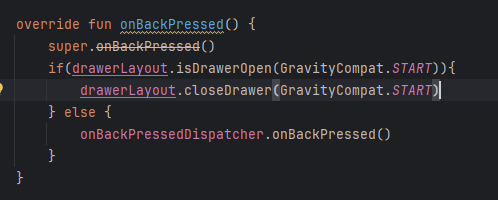 override fun onBackPressed() {
super.onBackPressed()
if(drawerLayout.isDrawerOpen(GravityCompat.START)){
drawerLayout.closeDrawer(GravityCompat.START)
} else {
onBackPressedDispatcher.onBackPressed()
}
}